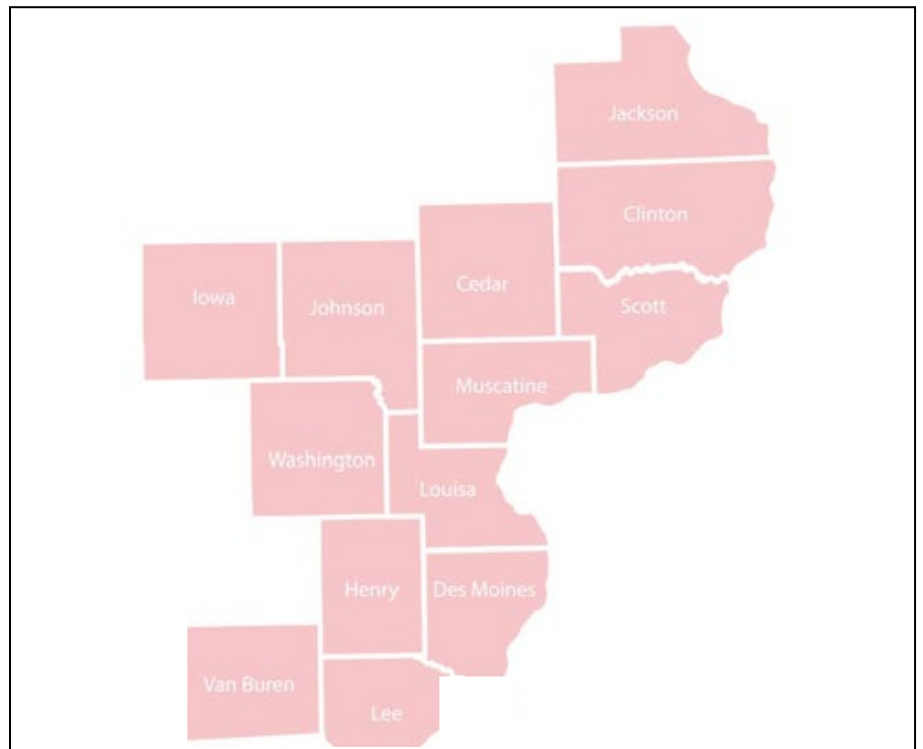 Jackson
Clinton
Cedar
Iowa
Johnson
Scott
Muscatine
Washington
Louisa
Henry
Des Moines
Van Buren
Lee